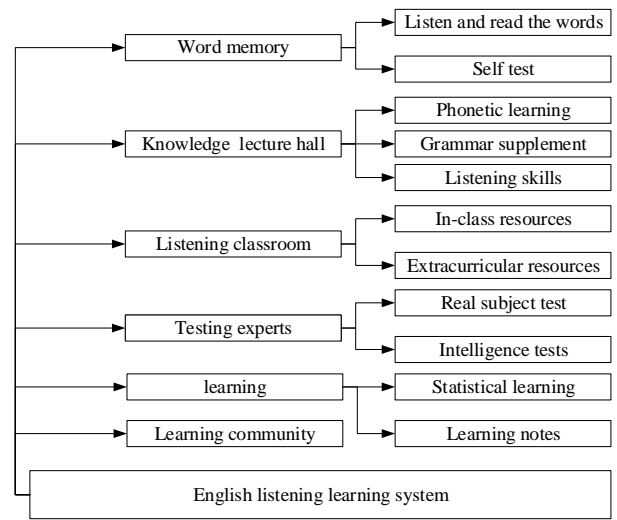 Listen and read the words
Word memory
Self test
Phonetic learning
Knowledge lecture hall
Grammar supplement
Listening skills
In-class resources
Listening classroom
Extracurricular resources
Real subject test
Testing experts
Intelligence tests
learning
Statistical learning
Learning community
Learning notes
English listening learning system